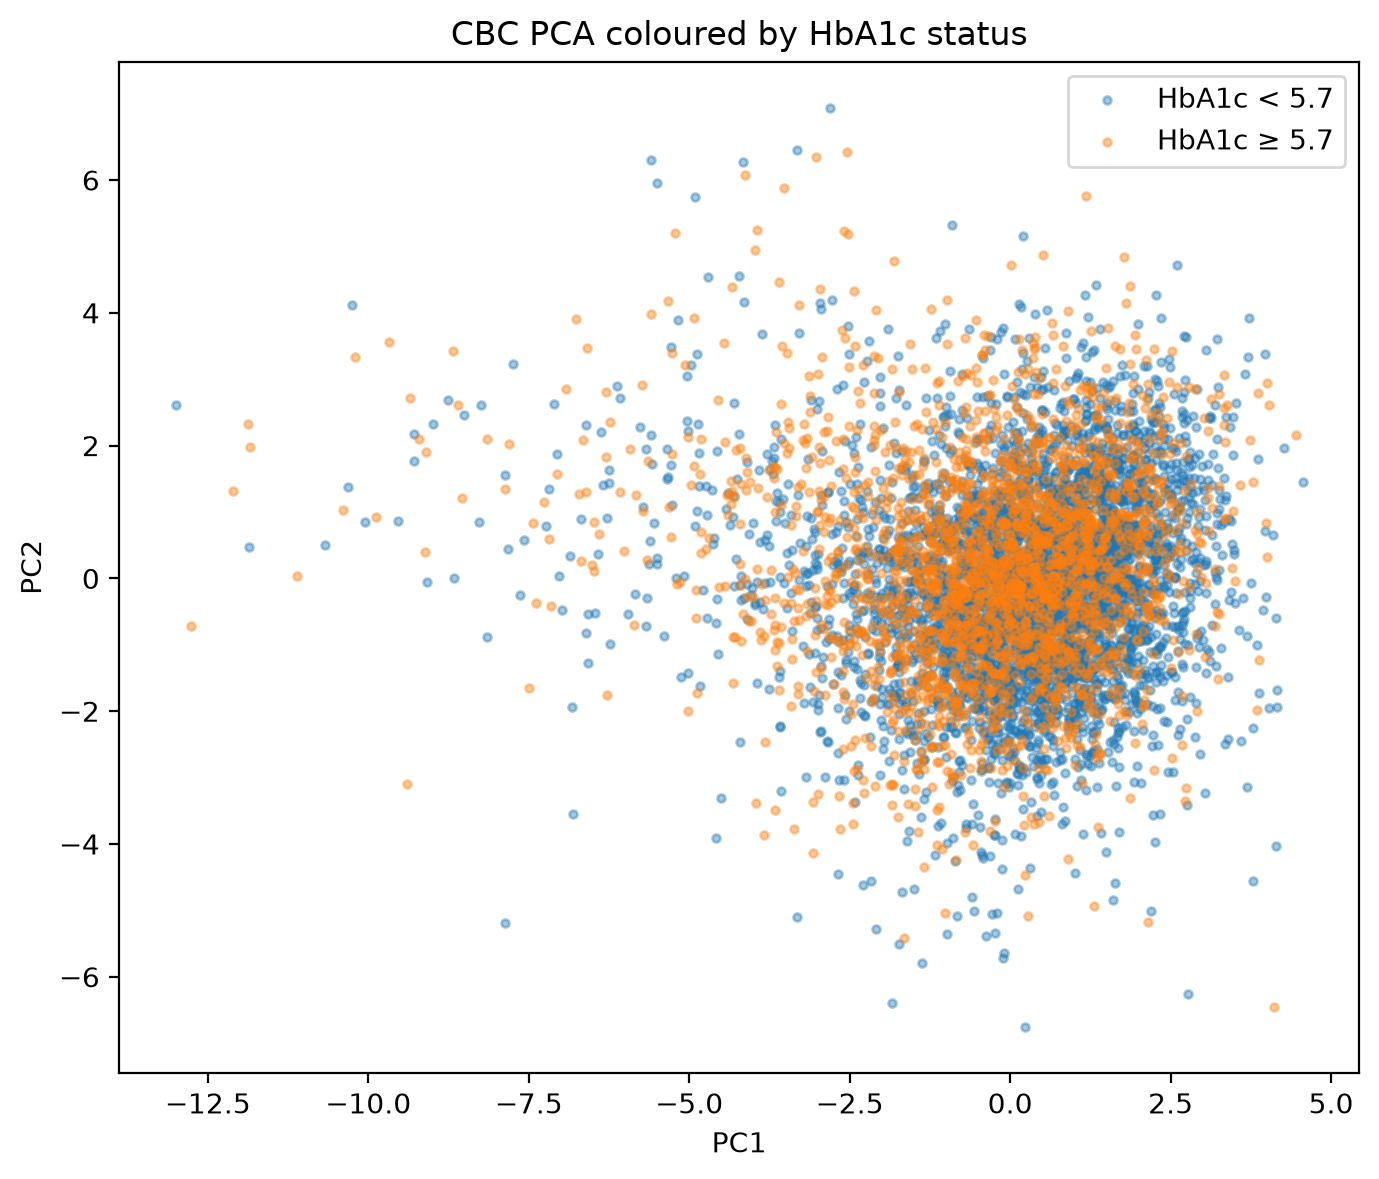 CBC PCA coloured by HbA1c status
HbA1c < 5.7
HbA1c ≥ 5.7
6
4
2
0
−2
−4
−6
PC2
−12.5 −10.0 −7.5 −5.0 −2.5 0.0 2.5 5.0
PC1